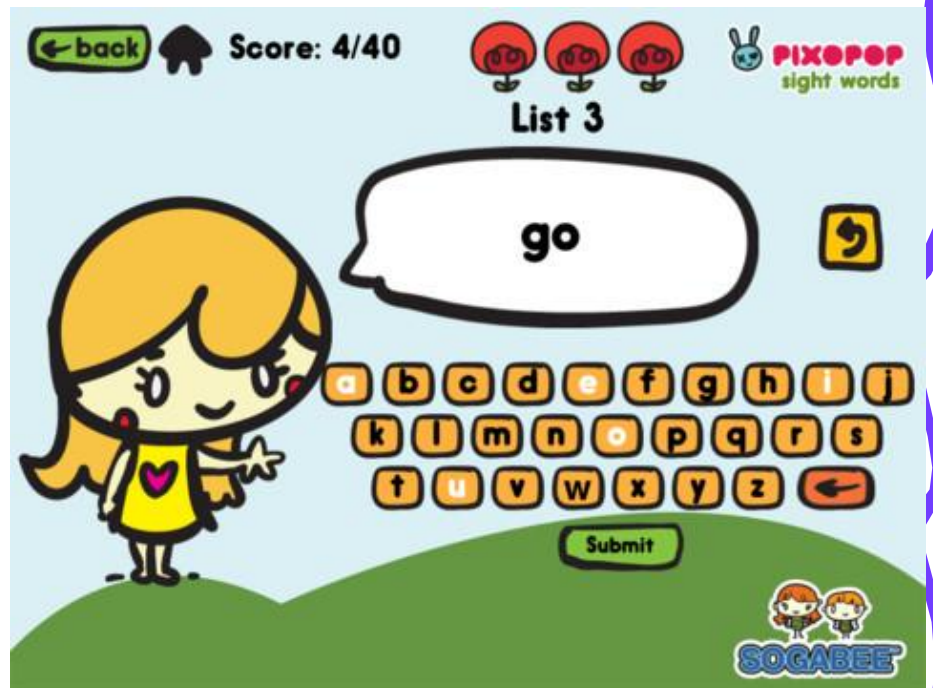 back
Score: 4/40
PIXOPOP
sight words
List 3
go
a b c d e f g h i j
k l m n o p q r s
t u v w x y z
Submit
SOGABEE